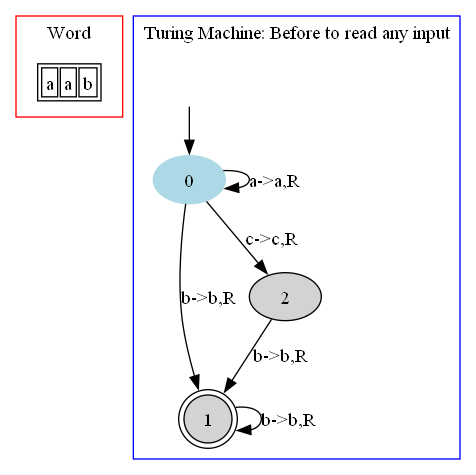 Word
a a b
Turing Machine: Before to read any input
0
a->a,R
c->c,R
b->b,R
2
b->b,R
1
b->b,R